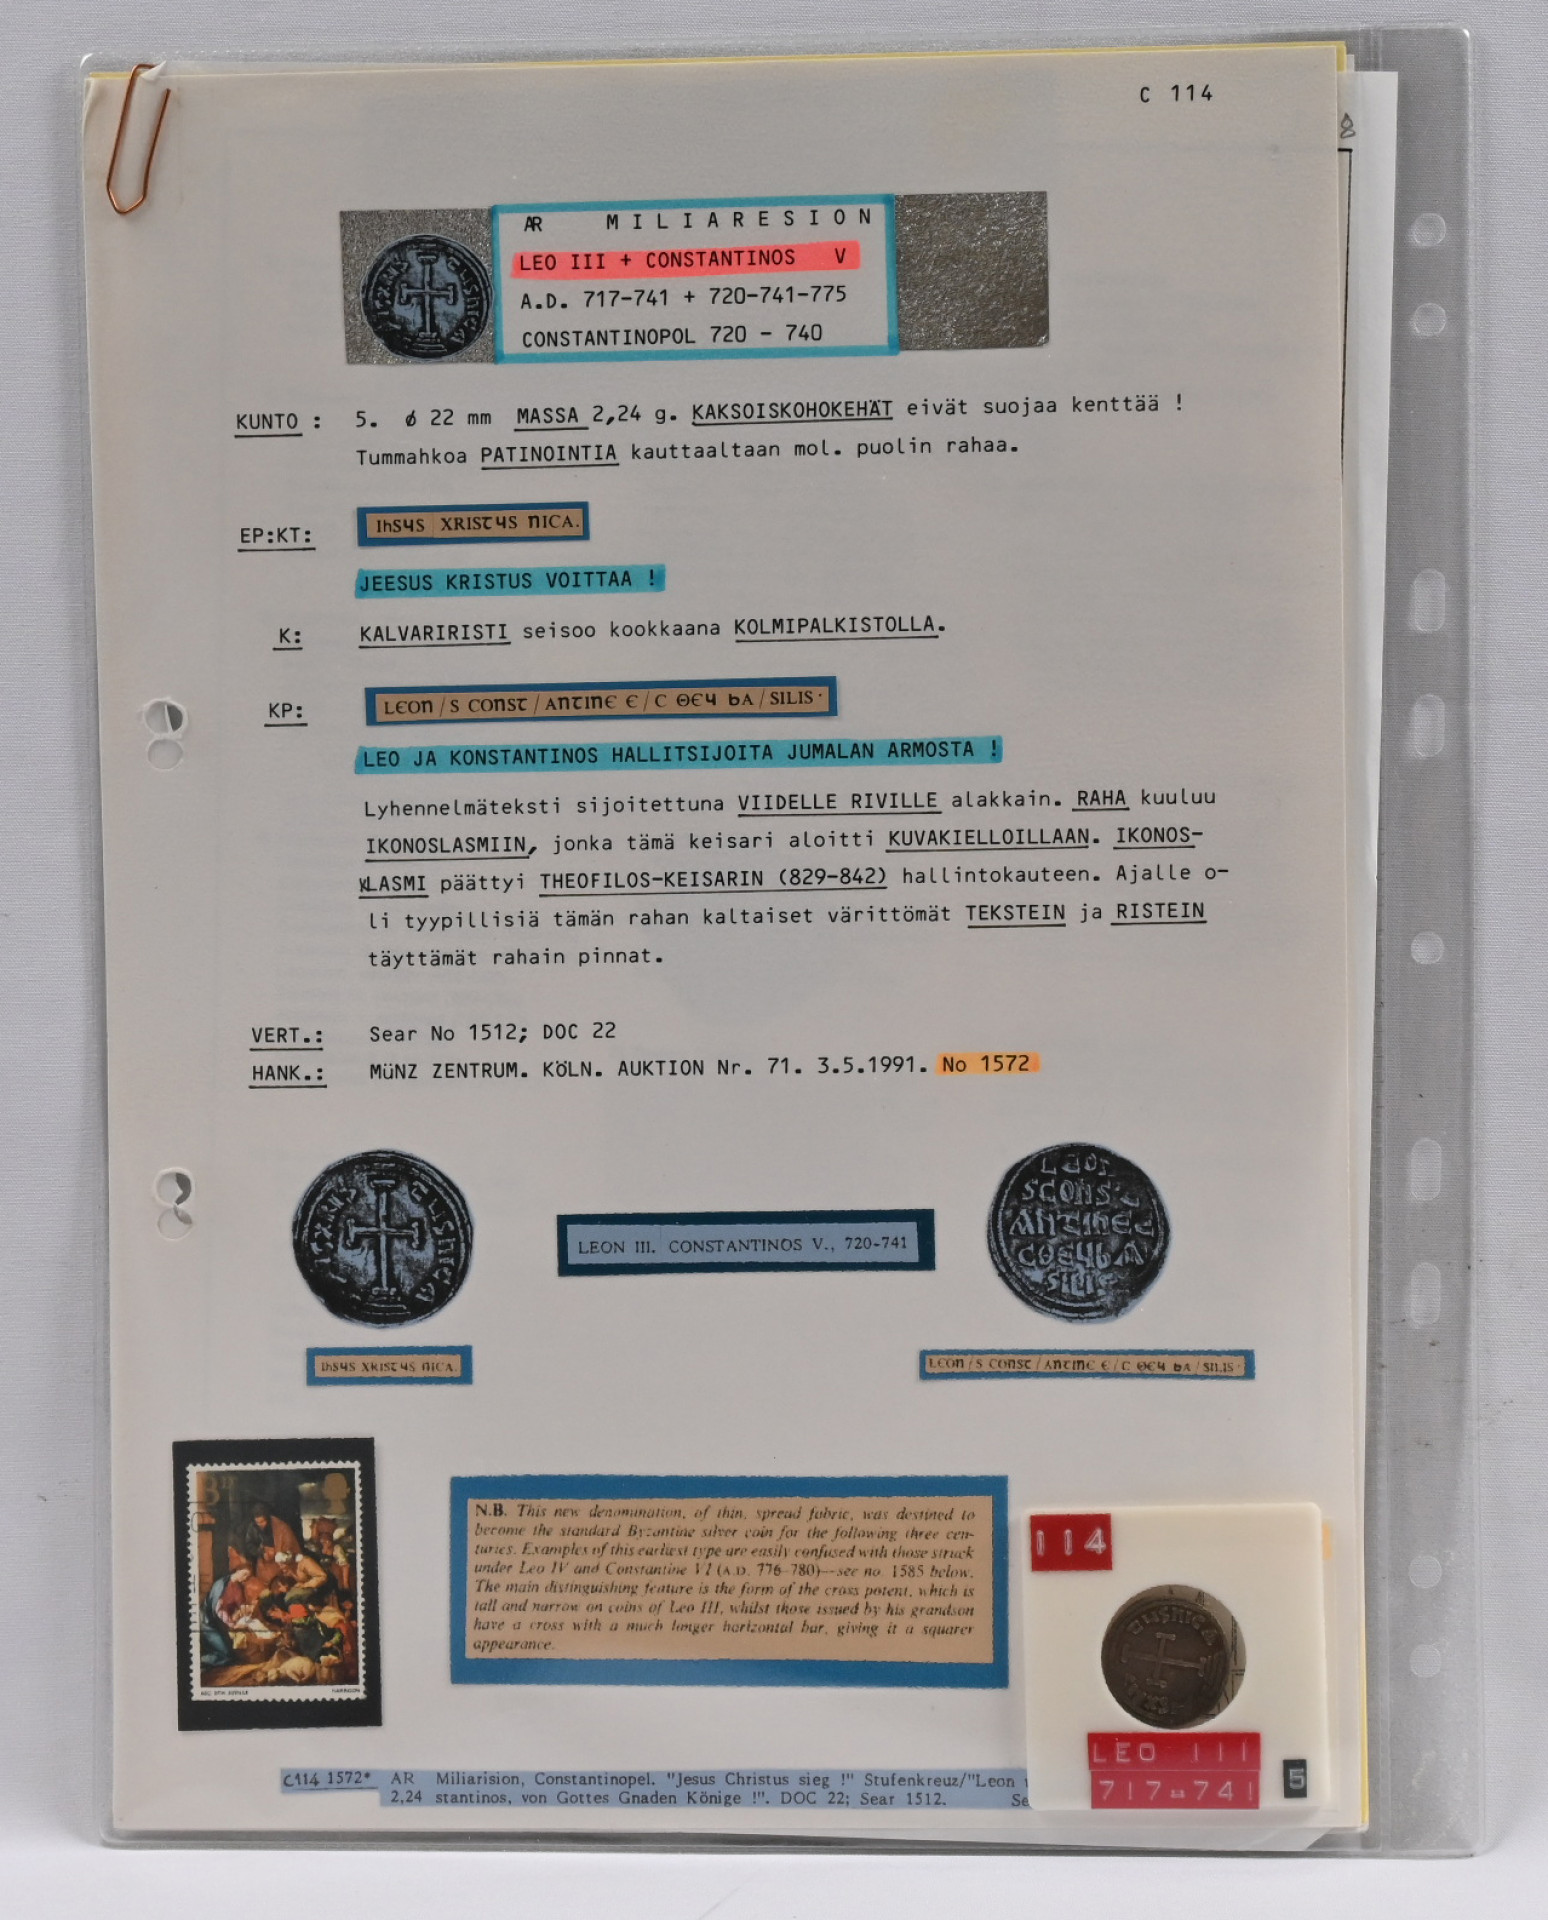 C 114
AR MILIARESION
LEO III + CONSTANTINOS V
A.D. 717-741 + 720-741-775
CONSTANTINOPOL 720 - 740
KUNTO : 5. ø 22 mm MASSA 2,24 g. KAKSOISKOHOKEHÄT eivät suojaa kenttää !
Tummahkoa PATINOINTIA kauttaaltaan mol. puolin rahaa.
EP:KT: IhSЧS XRISTЧS NICA.
JEESUS KRISTUS VOITTAA !
K: KALVARIRISTI seisoo kookkaana KOLMIPALKISTOLLA.
KP: LEOn / S CONST / ANTINE E / C ΘEЧ bA / SILIS·
LEO JA KONSTANTINOS HALLITSIJOITA JUMALAN ARMOSTA !
Lyhennelmäteksti sijoitettuna VIIDELLE RIVILLE alakkain. RAHA kuuluu
IKONOSLASMIIN, jonka tämä keisari aloitti KUVAKIELLOILLAAN. IKONOS-
KLASMI päättyi THEOFILOS-KEISARIN (829-842) hallintokauteen. Ajalle o-
li tyypillisiä tämän rahan kaltaiset värittömät TEKSTEIN ja RISTEIN
täyttämät rahain pinnat.
VERT.: Sear No 1512; DOC 22
HANK.: MüNZ ZENTRUM. KöLN. AUKTION Nr. 71. 3.5.1991. No 1572
LEON III. CONSTANTINOS V., 720-741
IhSЧS XRISTЧS NICA.
LEOn / S CONST / ANTINE E / C ΘEЧ bA / SILIS·
N.B. This new denomination, of thin, spread fabric, was destined to
become the standard Byzantine silver coin for the following three cen-
turies. Examples of this earliest type are easily confused with those struck
under Leo IV and Constantine VI (A.D. 776-780)—see no. 1585 below.
The main distinguishing feature is the form of the cross potent, which is
tall and narrow on coins of Leo III, whilst those issued by his grandson
have a cross with a much longer horizontal bar, giving it a squarer
appearance.
HARRISON
114
LEO III
717-741
5
C114 1572* AR Miliarision, Constantinopel. "Jesus Christus sieg !" Stufenkreuz/"Leon
2,24 stantinos, von Gottes Gnaden Könige !". DOC 22; Sear 1512. Se